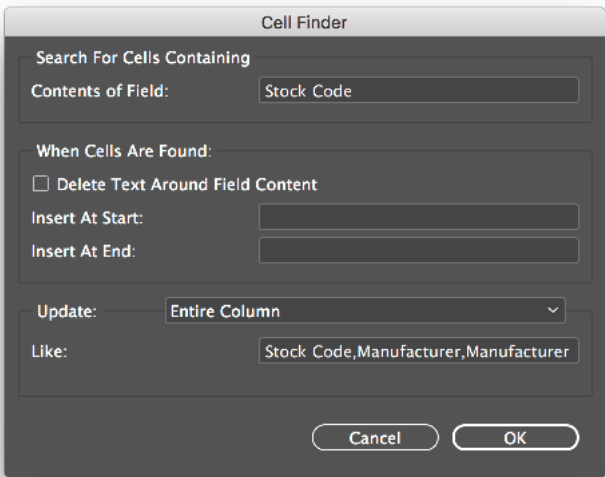 Cell Finder
Search For Cells Containing
Contents of Field: Stock Code
When Cells Are Found:
Delete Text Around Field Content
Insert At Start:
Insert At End:
Update: Entire Column
Like: Stock Code,Manufacturer,Manufacturer
Cancel OK